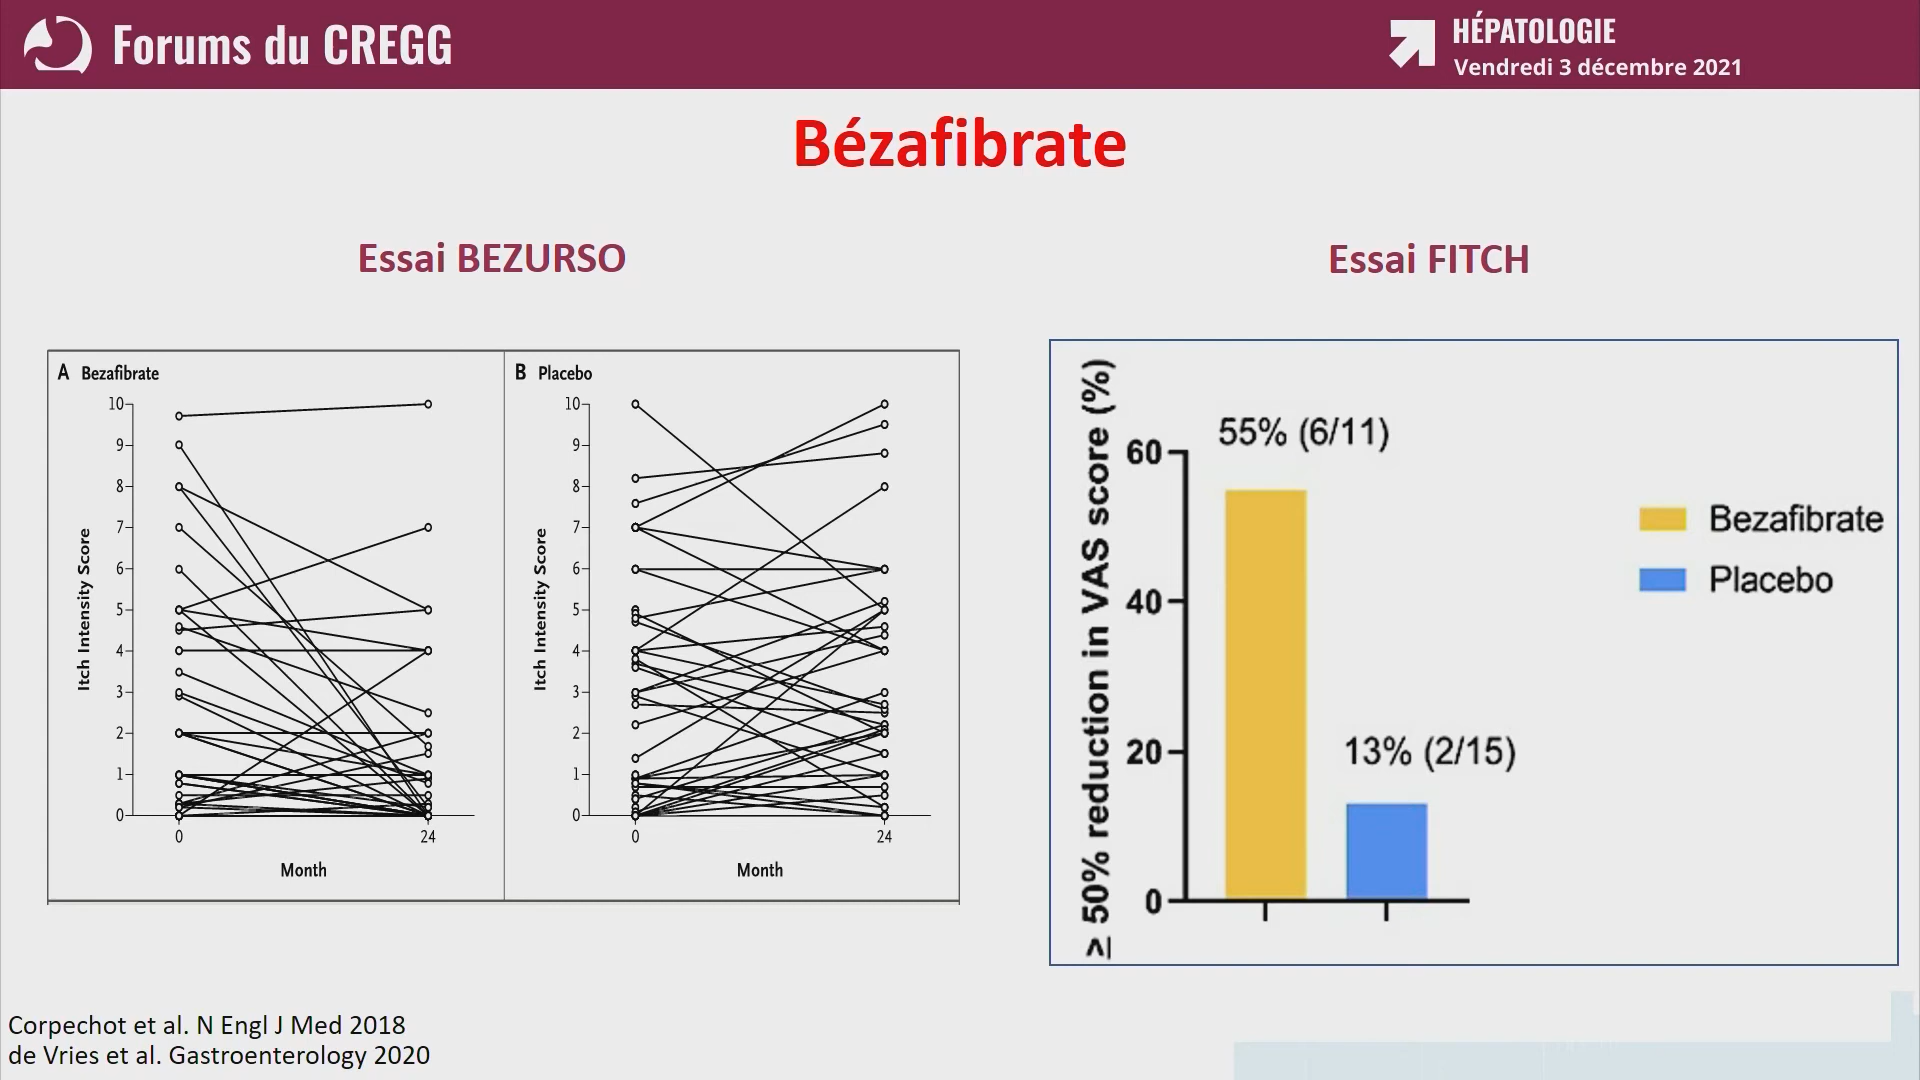 Forums du CREGG
HÉPATOLOGIE
Vendredi 3 décembre 2021
Bézafibrate
Essai BEZURSO
Essai FITCH
A Bezafibrate
10
9
8
7
6
5
4
3
2
1
0
Itch Intensity Score
0 24
Month
B Placebo
10
9
8
7
6
5
4
3
2
1
0
Itch Intensity Score
0 24
Month
≥ 50% reduction in VAS score (%)
60
40
20
0
55% (6/11)
13% (2/15)
Bezafibrate
Placebo
Corpechot et al. N Engl J Med 2018
de Vries et al. Gastroenterology 2020